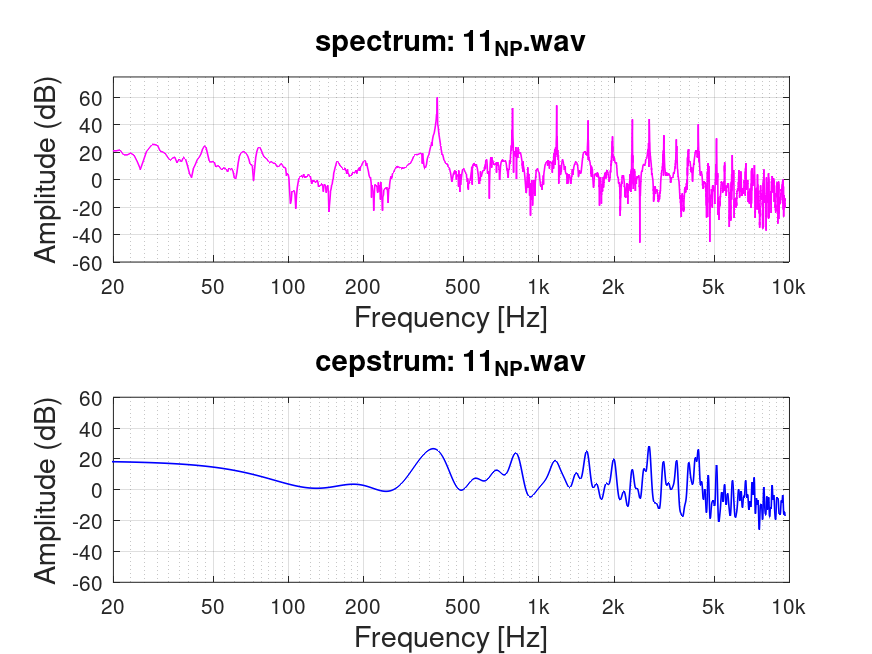 spectrum: 11NP.wav
Amplitude (dB)
60
40
20
0
-20
-40
-60
20 50 100 200 500 1k 2k 5k 10k
Frequency [Hz]
cepstrum: 11NP.wav
Amplitude (dB)
60
40
20
0
-20
-40
-60
20 50 100 200 500 1k 2k 5k 10k
Frequency [Hz]